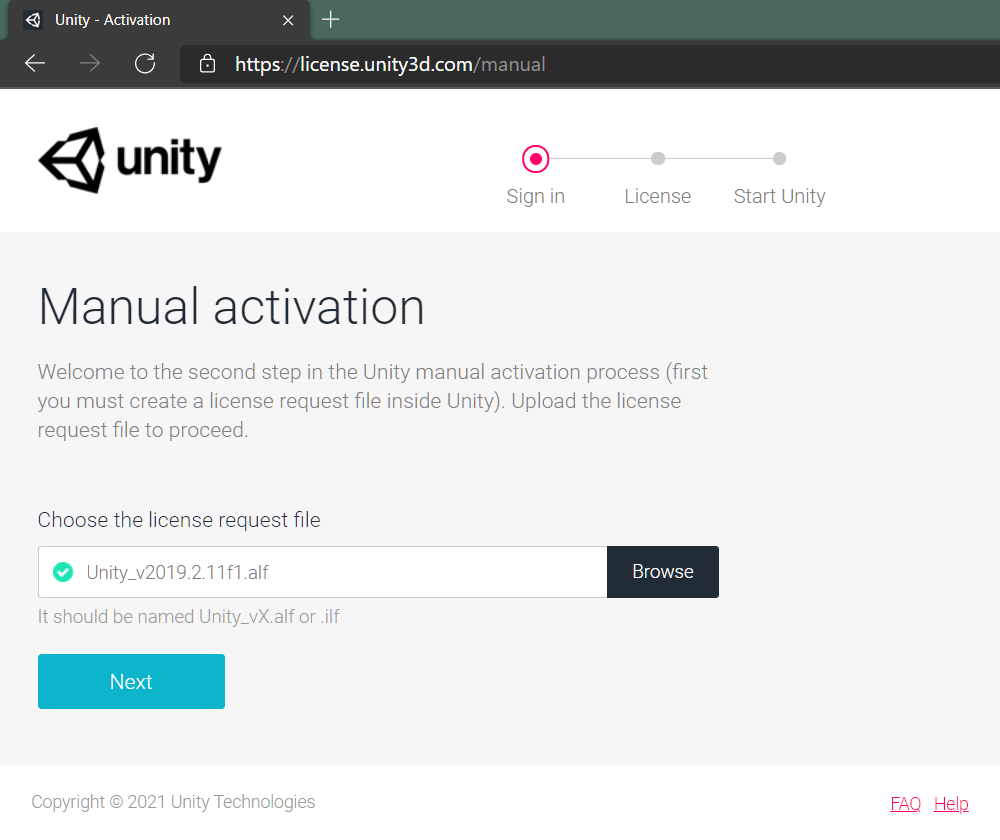 Unity - Activation
https://license.unity3d.com/manual
unity
Sign in
License
Start Unity
Manual activation
Welcome to the second step in the Unity manual activation process (first
you must create a license request file inside Unity). Upload the license
request file to proceed.
Choose the license request file
Unity_v2019.2.11f1.alf
Browse
It should be named Unity_vX.alf or .ilf
Next
Copyright © 2021 Unity Technologies
FAQ Help